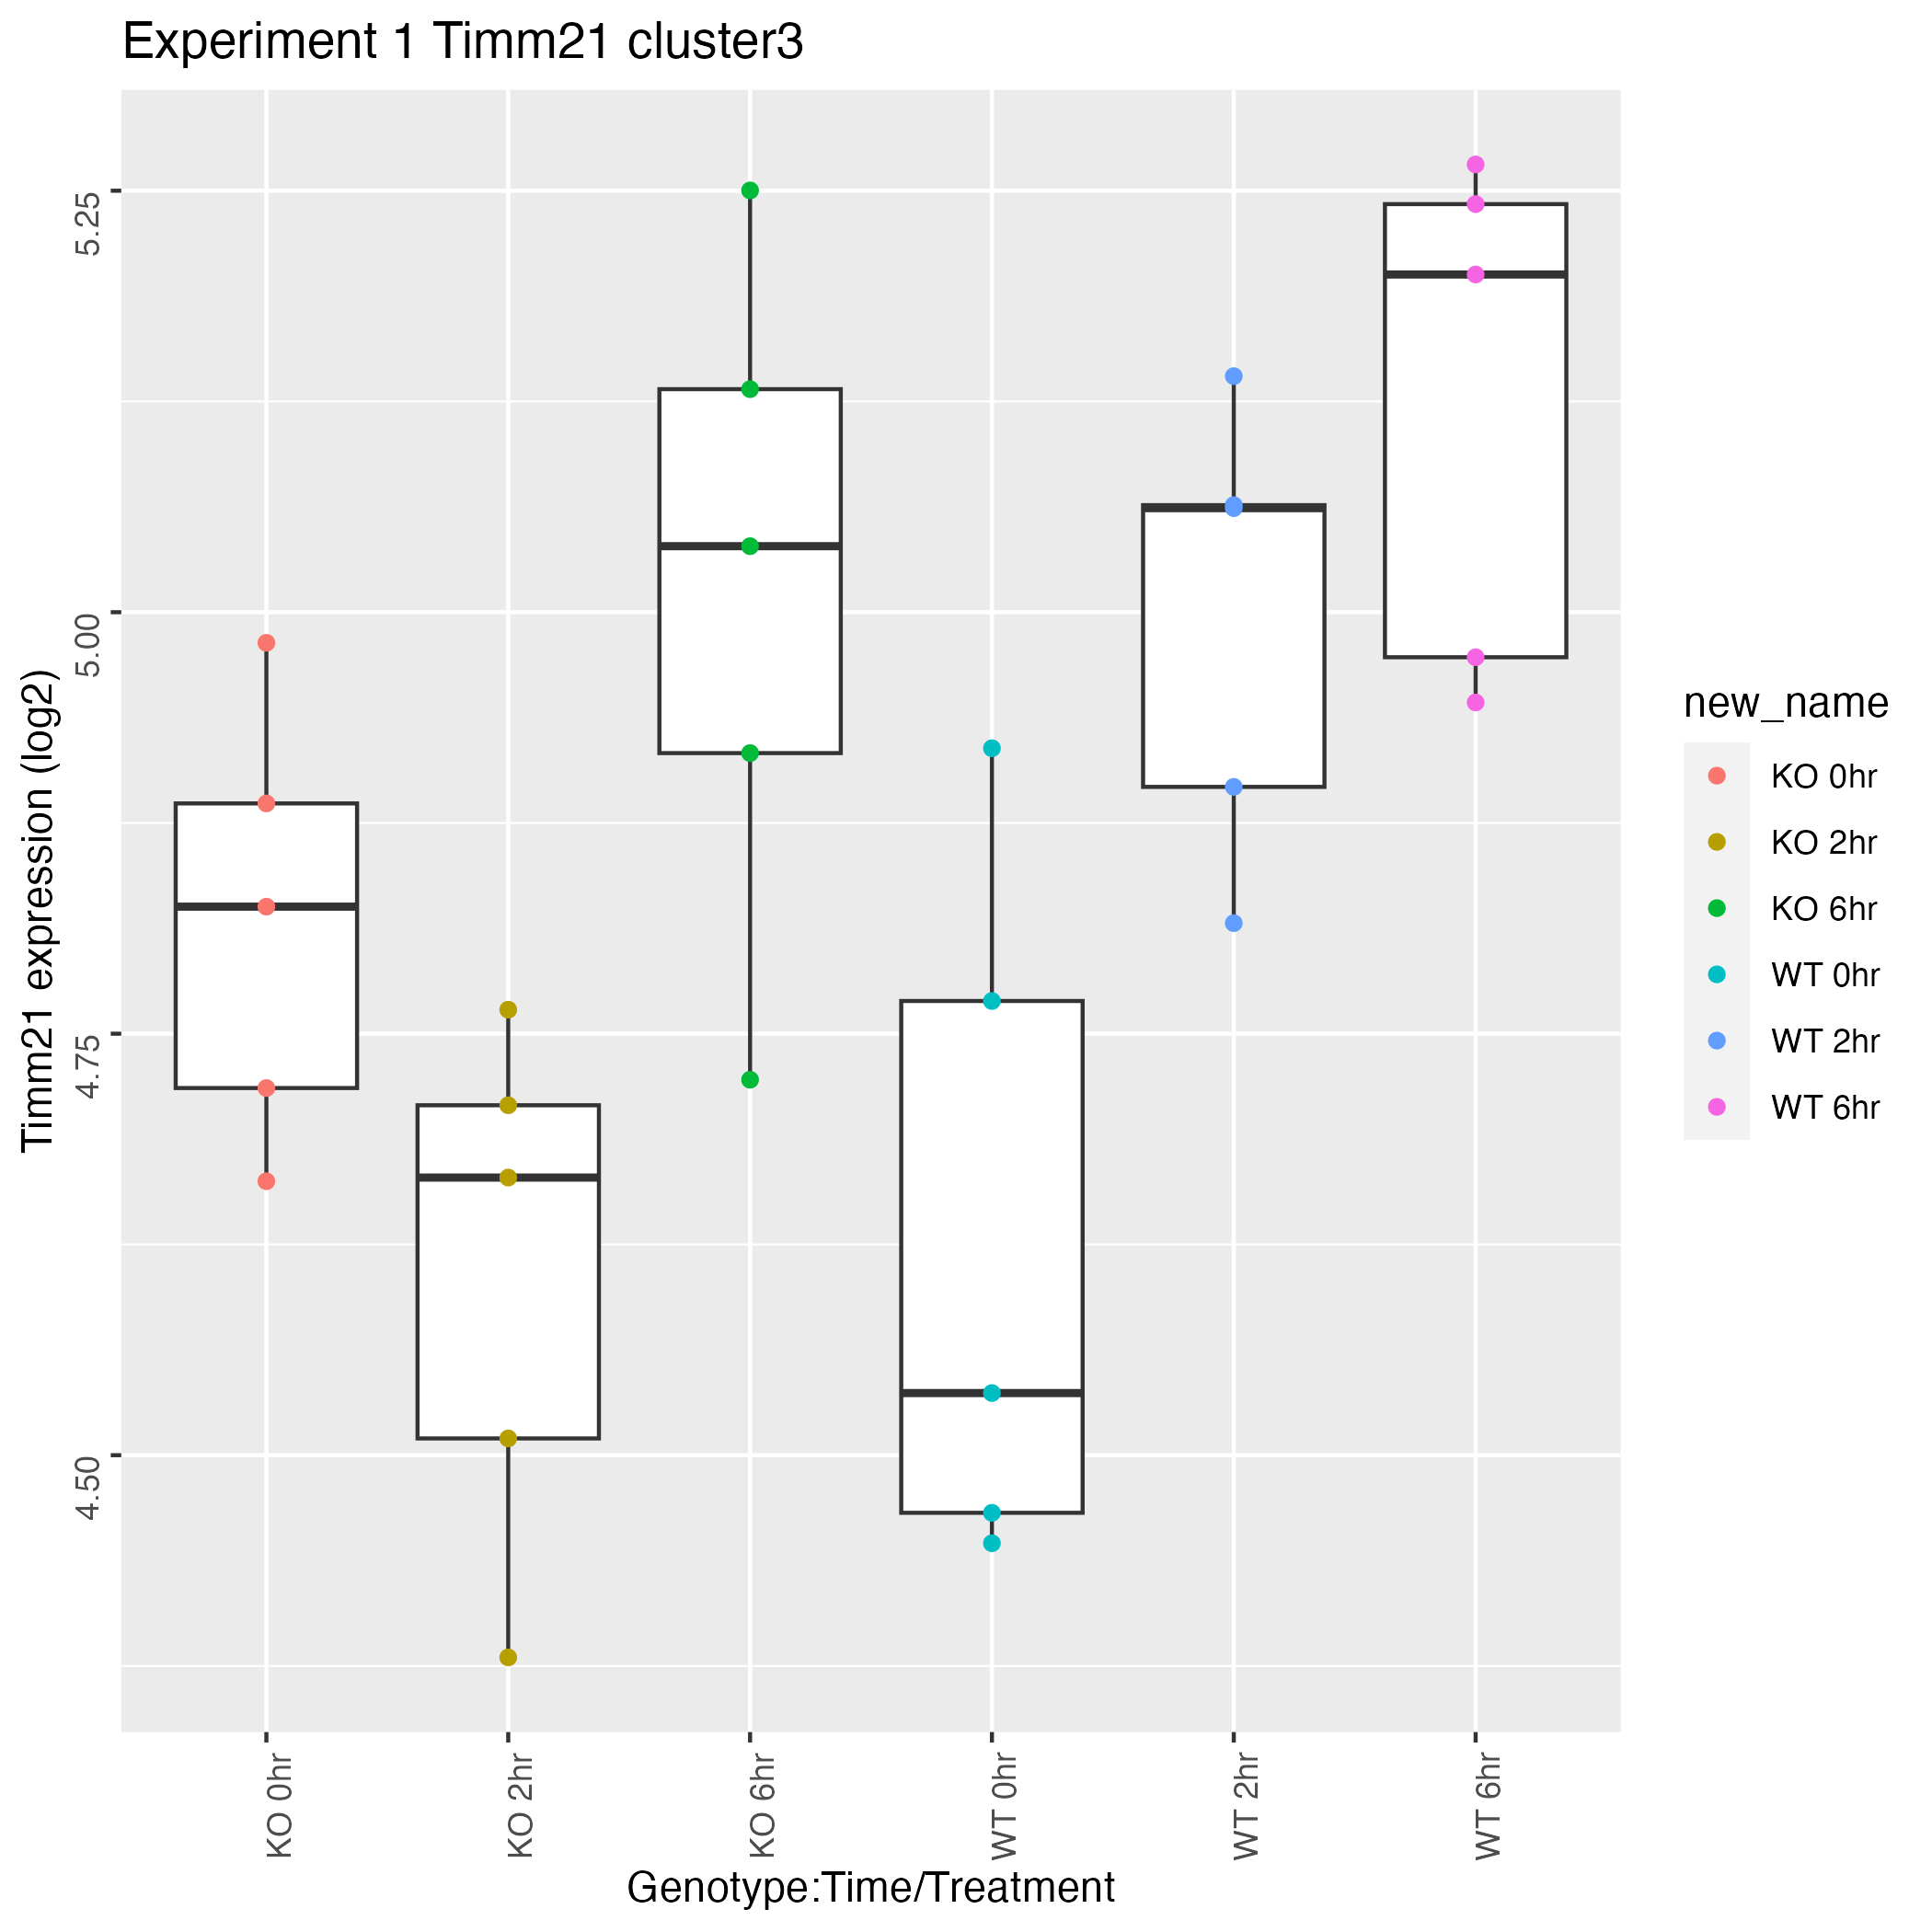 Experiment 1 Timm21 cluster3
Timm21 expression (log2)
5.25
5.00
4.75
4.50
KO 0hr
KO 2hr
KO 6hr
WT 0hr
WT 2hr
WT 6hr
Genotype:Time/Treatment
new_name
KO 0hr
KO 2hr
KO 6hr
WT 0hr
WT 2hr
WT 6hr